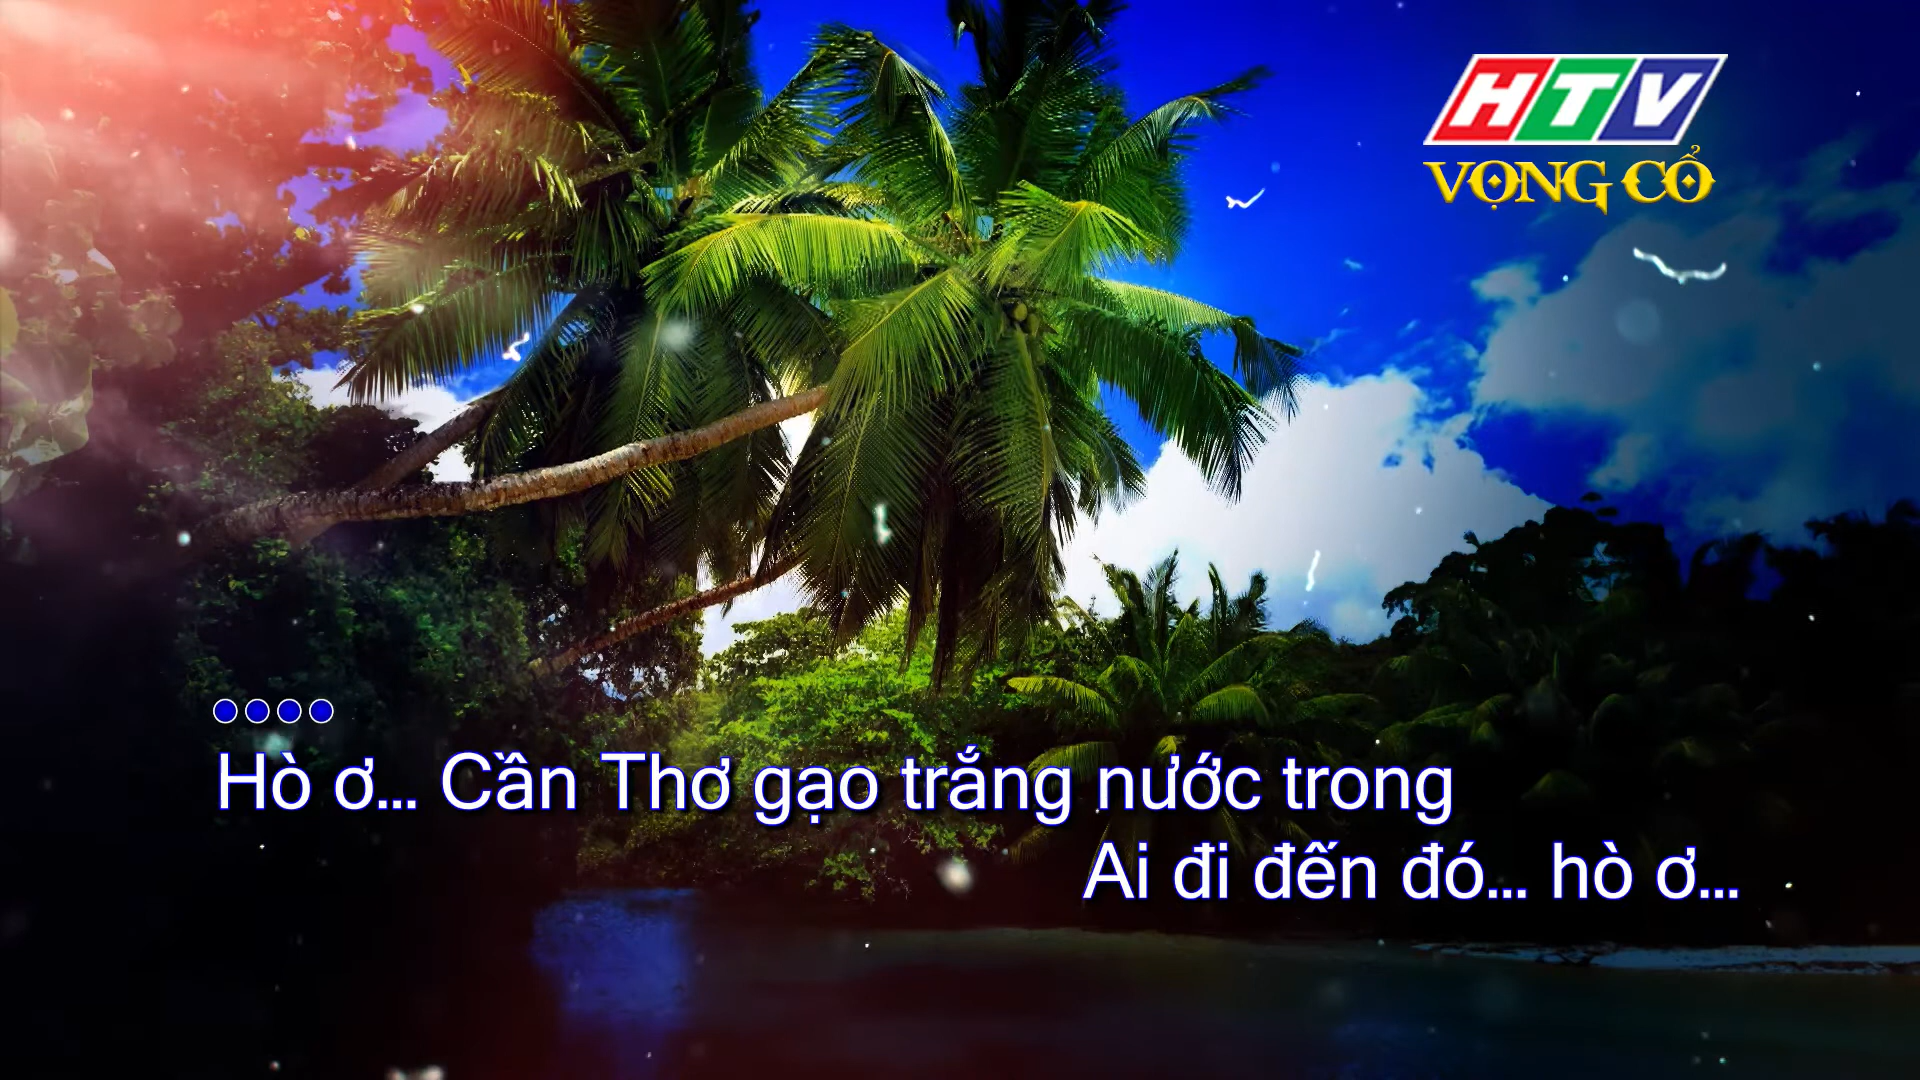 HTV
VỌNG CỔ
Hò ơ... Cần Thơ gạo trắng nước trong
Ai đi đến đó... hò ơ...